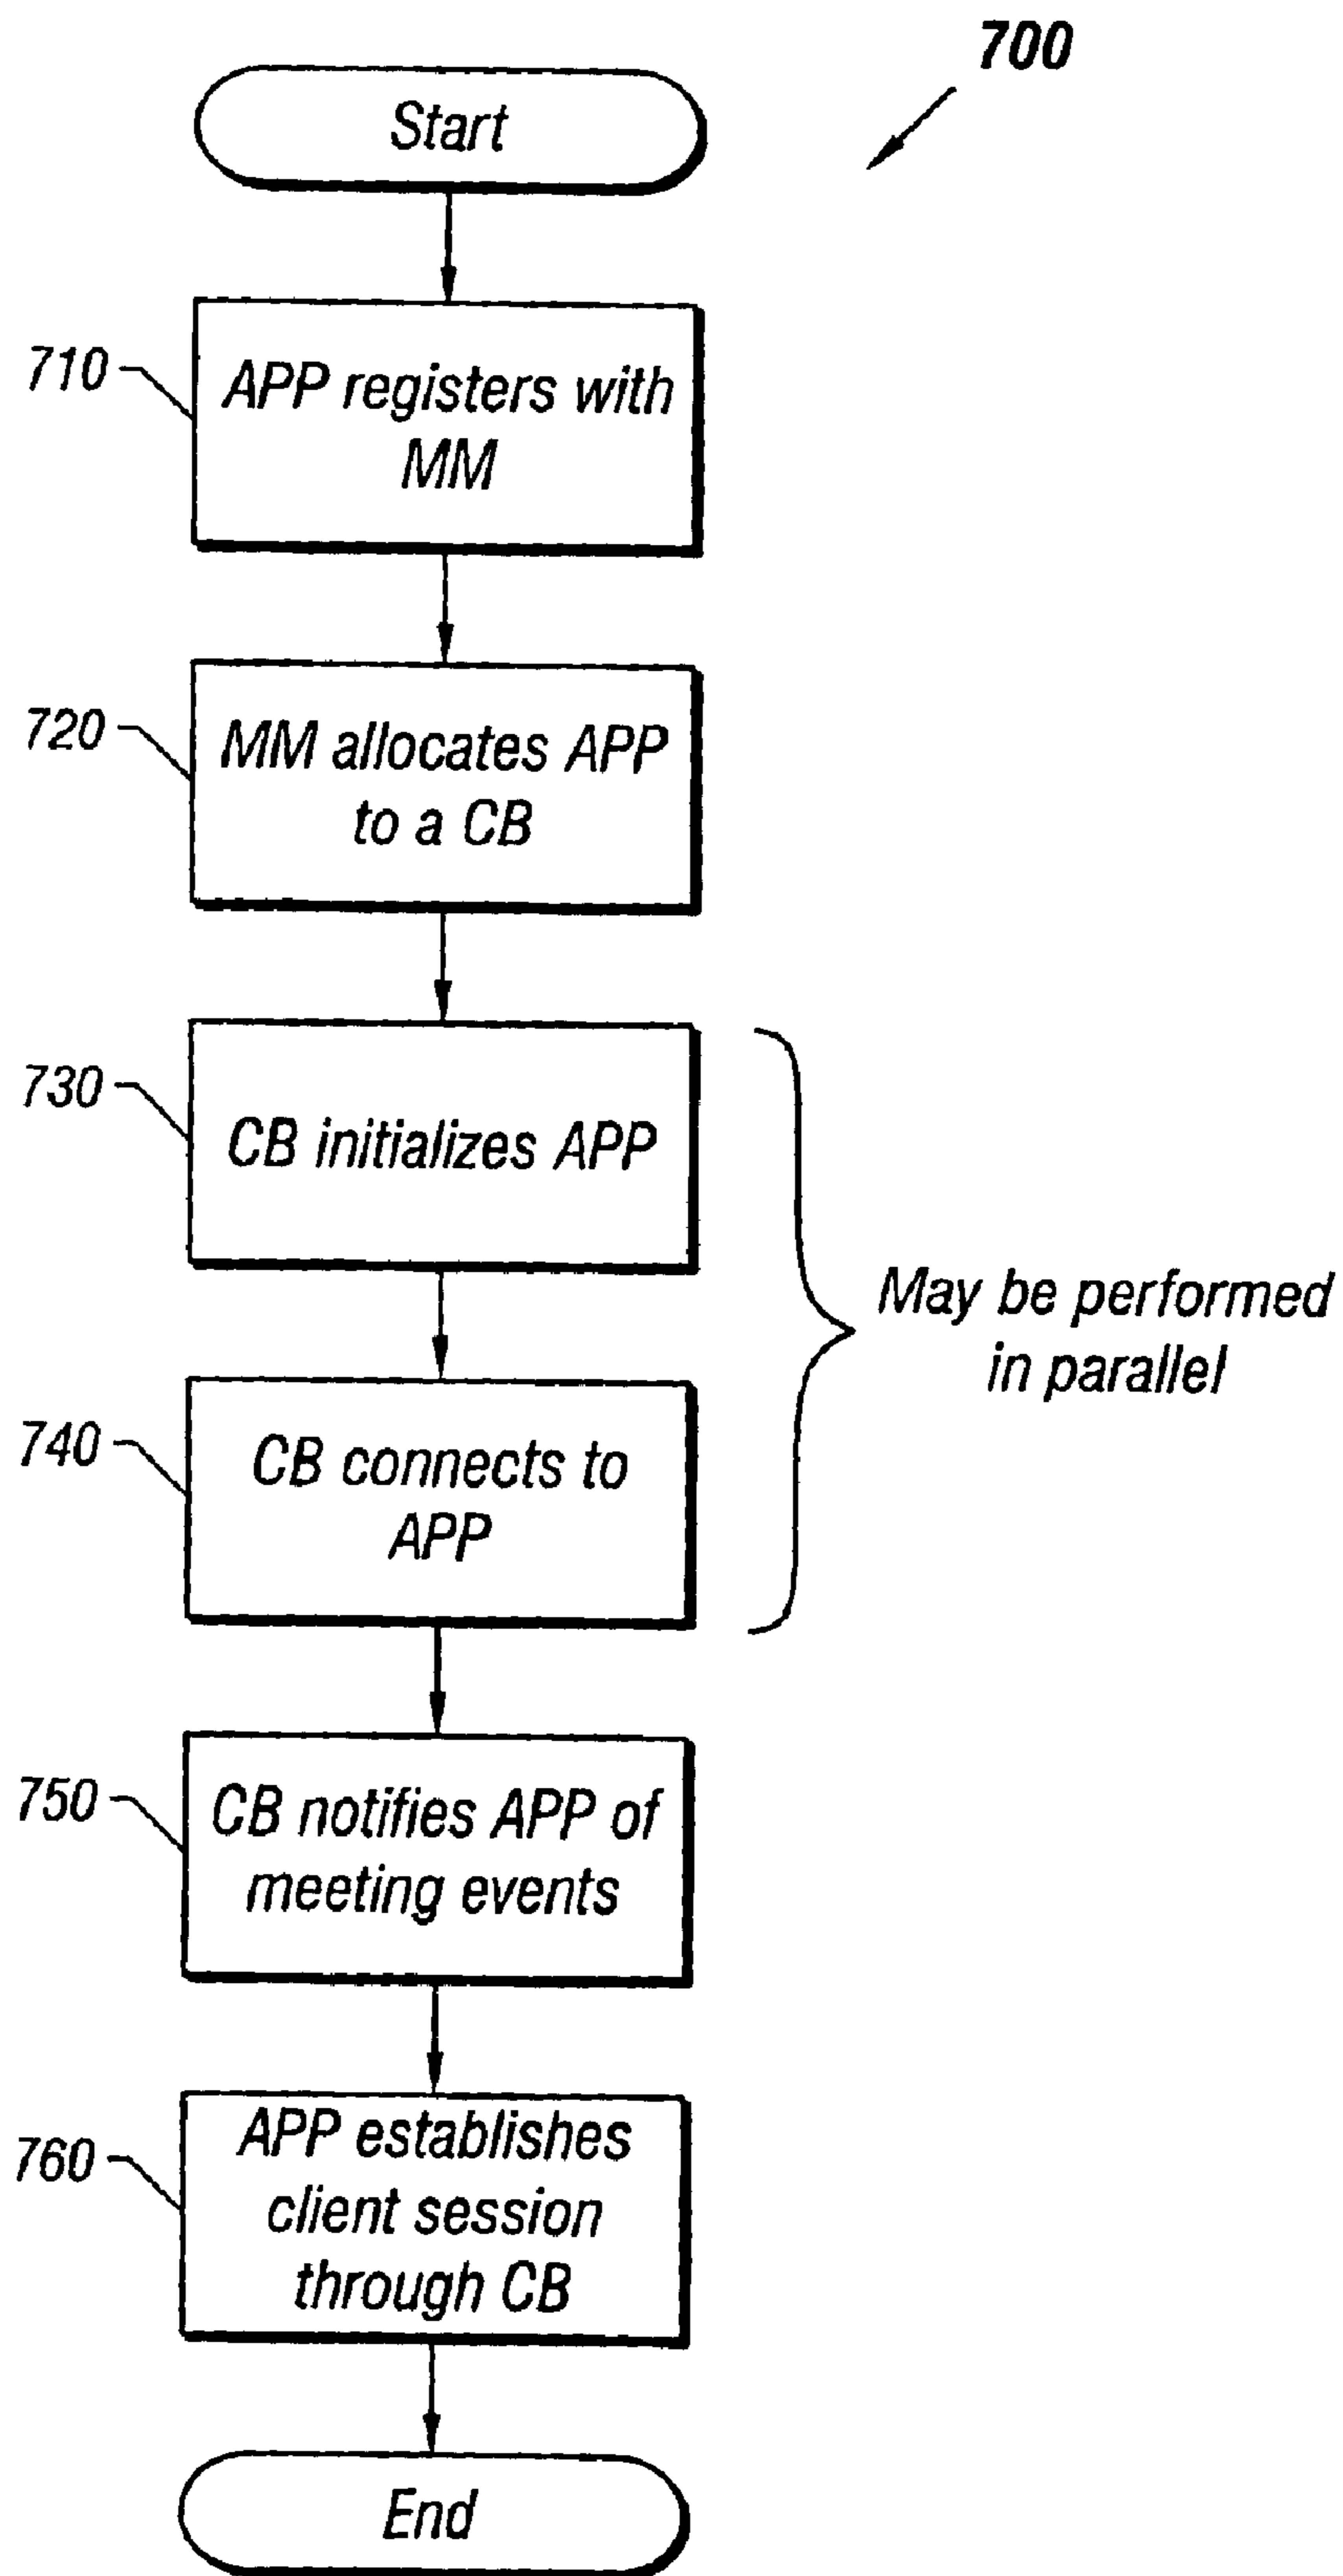 700
Start
710
APP registers with
MM
720
MM allocates APP
to a CB
730
CB initializes APP
May be performed
in parallel
740
CB connects to
APP
750
CB notifies APP of
meeting events
760
APP establishes
client session
through CB
End